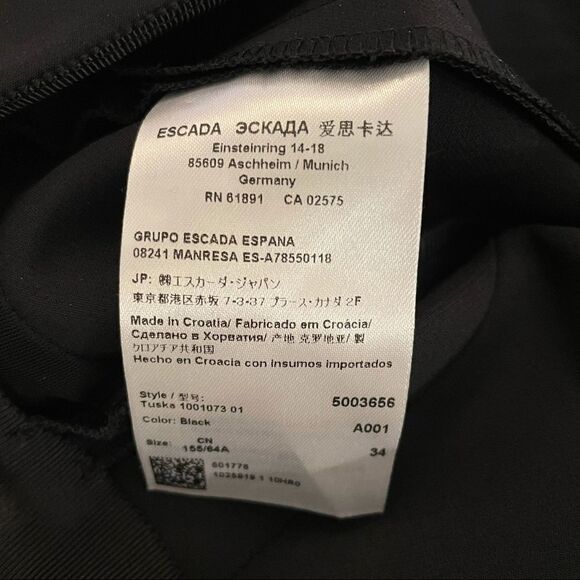 ESCADA ЭСКАДА 爱思卡达
Einsteinring 14-18
85609 Aschheim / Munich
Germany
RN 61891 CA 02575
GRUPO ESCADA ESPANA
08241 MANRESA ES-A78550118
JP: ㈱エスカーダ・ジャパン
東京都港区赤坂 7-3-37 プラース・カナダ 2F
Made in Croatia/ Fabricado em Croácia/
Сделано в Хорватия/ 产地 克罗地亚/ 製
クロアチア共和国
Hecho en Croacia con insumos importados
Style / 型号: 5003656
Tuska 1001073 01
Color: Black A001
Size: CN 34
155/64A
601776